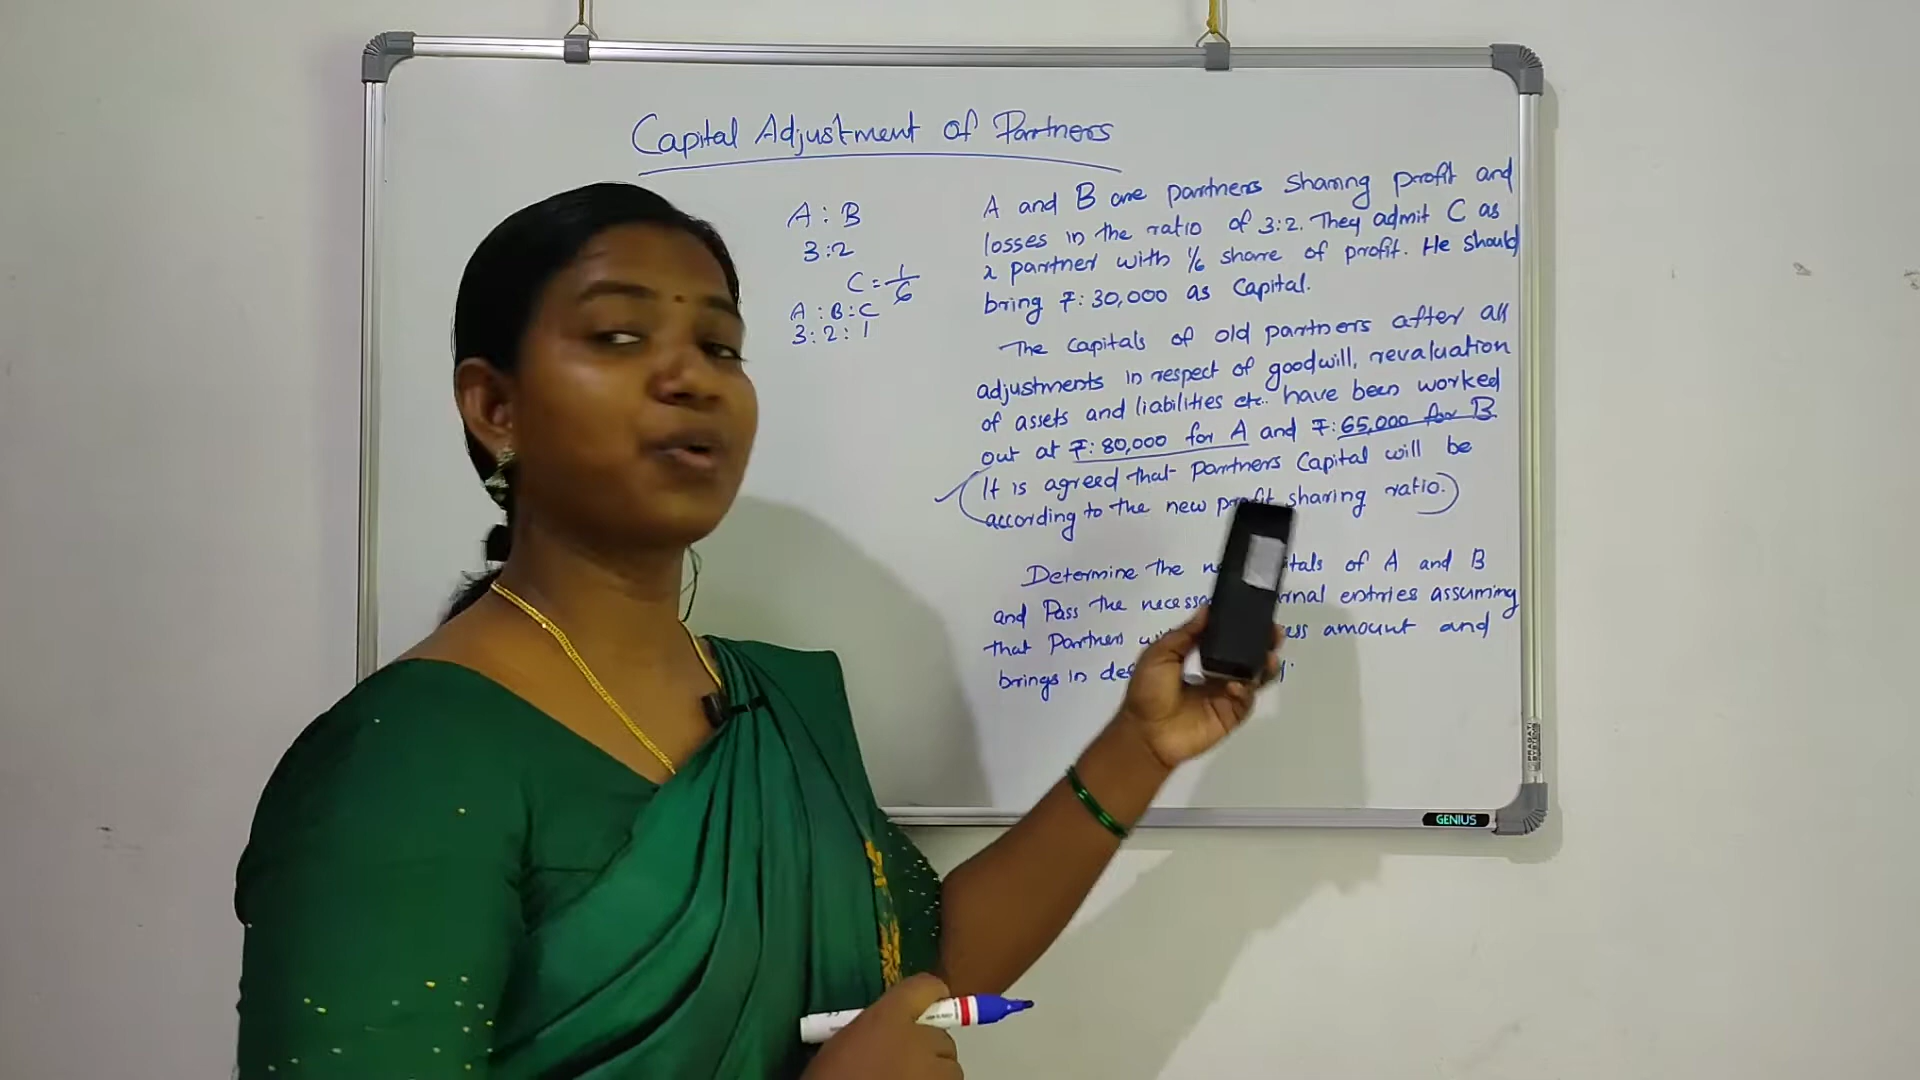 Capital Adjustment of Partners
A : B
3:2
C = 1/6
A : B : C
3 : 2 : 1
A and B are partners sharing profit and
losses in the ratio of 3:2. They admit C as
a partner with 1/6 share of profit. He should
bring ₹: 30,000 as Capital.
The Capitals of old partners after all
adjustments in respect of goodwill, revaluation
of assets and liabilities etc.. have been worked
out at ₹: 80,000 for A and ₹: 65,000 for B
It is agreed that Partners Capital will be
according to the new profit sharing ratio.
Determine the of A and B
and Pass the entries assuming
that Partners amount and
brings in
GENIUS